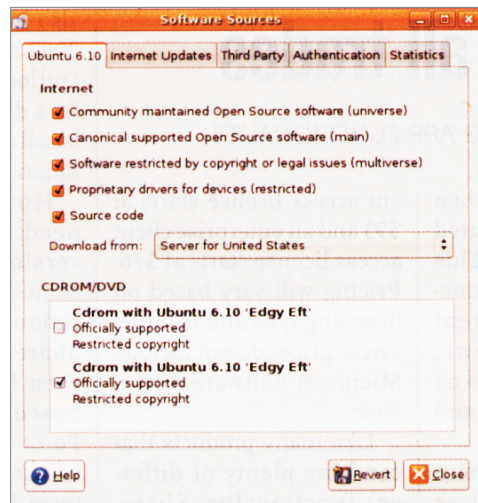 Software Sources
Ubuntu 6.10 Internet Updates Third Party Authentication Statistics
Internet
Community maintained Open Source software (universe)
Canonical supported Open Source software (main)
Software restricted by copyright or legal issues (multiverse)
Proprietary drivers for devices (restricted)
Source code
Download from: Server for United States
CDROM/DVD
Cdrom with Ubuntu 6.10 'Edgy Eft'
Officially supported
Restricted copyright
Cdrom with Ubuntu 6.10 'Edgy Eft'
Officially supported
Restricted copyright
Help Revert Close